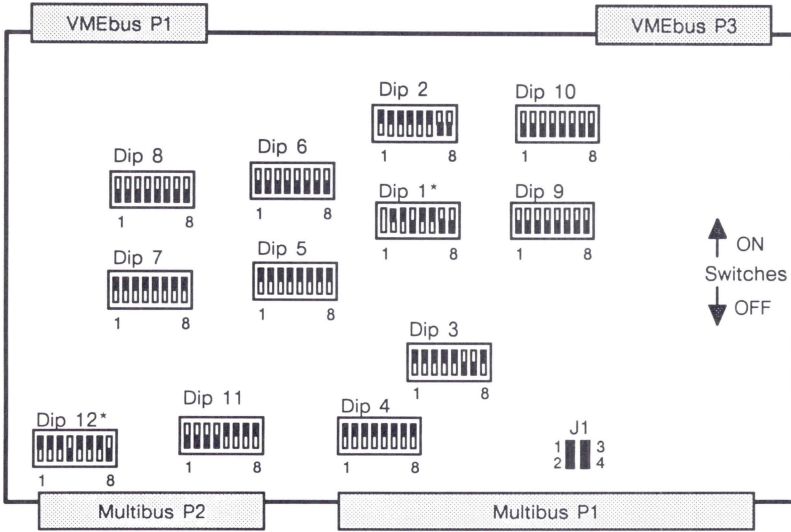 VMEbus P1
VMEbus P3
Dip 2
1 8
Dip 10
1 8
Dip 8
1 8
Dip 6
1 8
Dip 1*
1 8
Dip 9
1 8
ON
Switches
OFF
Dip 7
1 8
Dip 5
1 8
Dip 3
1 8
Dip 12*
1 8
Dip 11
1 8
Dip 4
1 8
J1
1 3
2 4
Multibus P2
Multibus P1